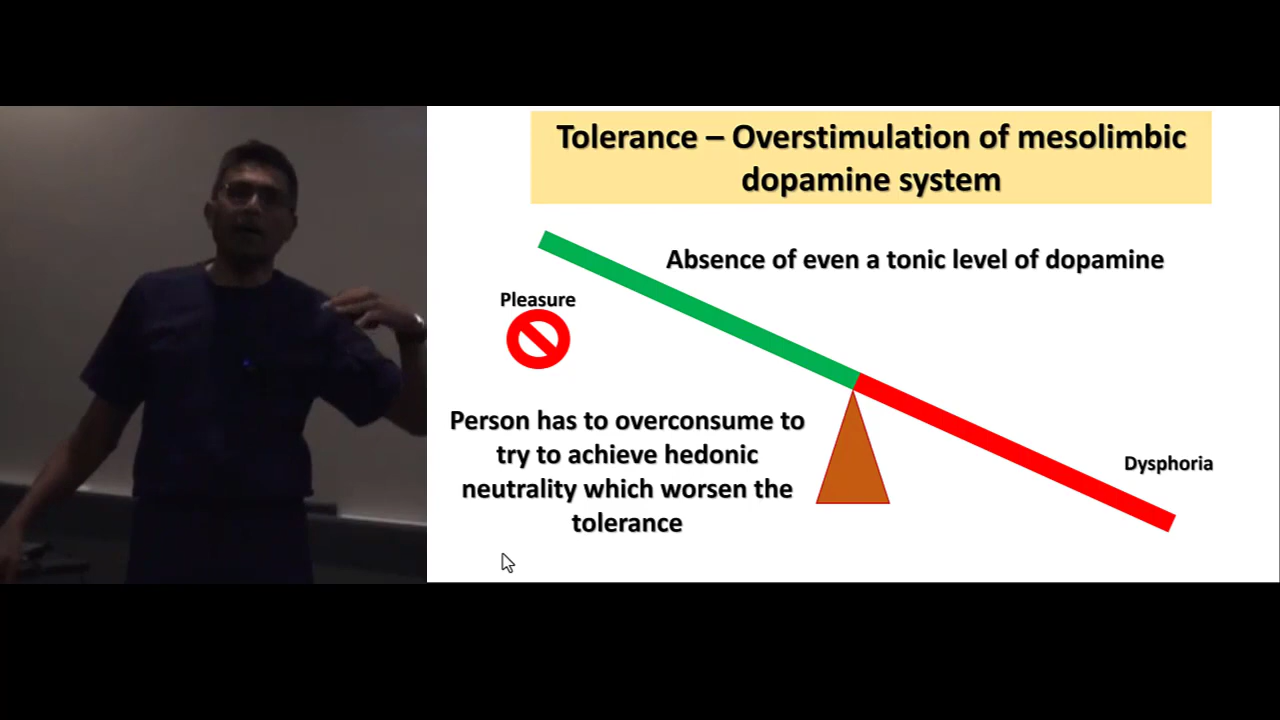 Tolerance – Overstimulation of mesolimbic
dopamine system
Absence of even a tonic level of dopamine
Pleasure
Person has to overconsume to
try to achieve hedonic
neutrality which worsen the
tolerance
Dysphoria